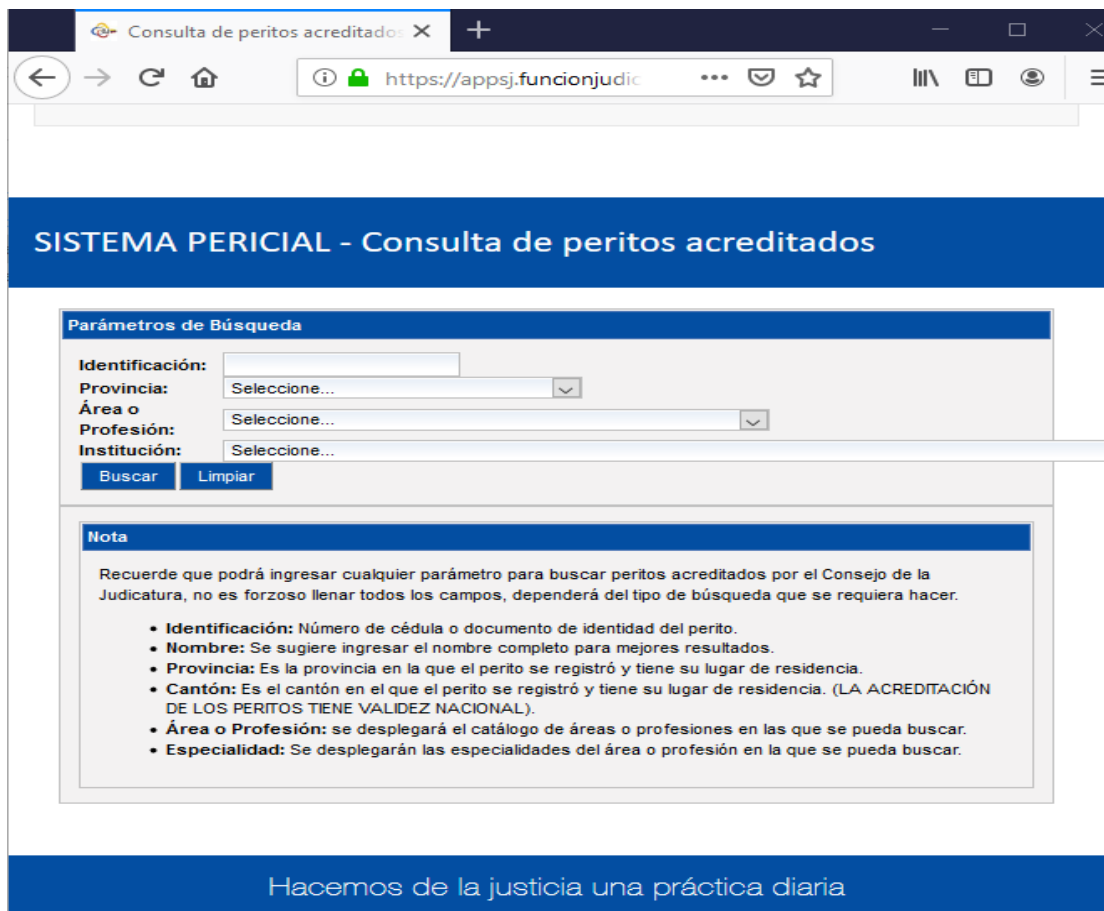 Consulta de peritos acreditados
https://appsj.funcionjudic
SISTEMA PERICIAL - Consulta de peritos acreditados
Parámetros de Búsqueda
Identificación:
Provincia: Seleccione...
Área o
Profesión: Seleccione...
Institución: Seleccione...
Buscar Limpiar
Nota
Recuerde que podrá ingresar cualquier parámetro para buscar peritos acreditados por el Consejo de la
Judicatura, no es forzoso llenar todos los campos, dependerá del tipo de búsqueda que se requiera hacer.
• Identificación: Número de cédula o documento de identidad del perito.
• Nombre: Se sugiere ingresar el nombre completo para mejores resultados.
• Provincia: Es la provincia en la que el perito se registró y tiene su lugar de residencia.
• Cantón: Es el cantón en el que el perito se registró y tiene su lugar de residencia. (LA ACREDITACIÓN
DE LOS PERITOS TIENE VALIDEZ NACIONAL).
• Área o Profesión: se desplegará el catálogo de áreas o profesiones en las que se pueda buscar.
• Especialidad: Se desplegarán las especialidades del área o profesión en la que se pueda buscar.
Hacemos de la justicia una práctica diaria